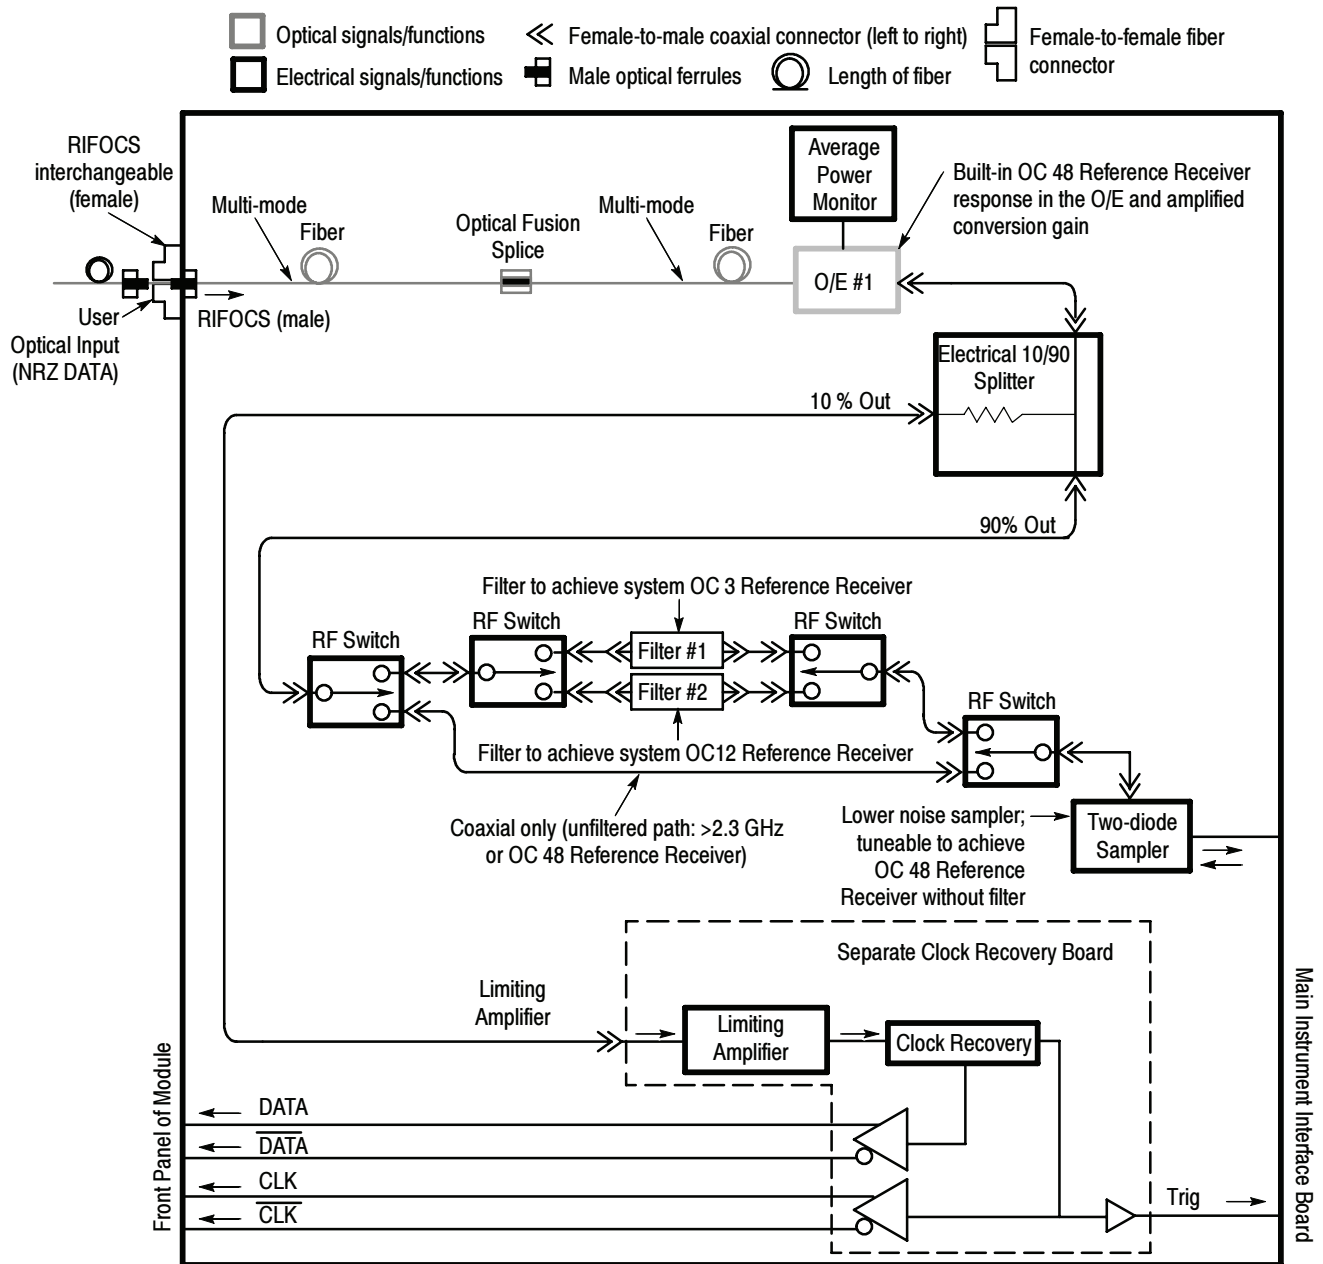 Optical signals/functions
Electrical signals/functions
Female-to-male coaxial connector (left to right)
Male optical ferrules
Length of fiber
Female-to-female fiber
connector
RIFOCS
interchangeable
(female)
Multi-mode
Fiber
Optical Fusion
Splice
Multi-mode
Fiber
Average
Power
Monitor
Built-in OC 48 Reference Receiver
response in the O/E and amplified
conversion gain
O/E #1
User
Optical Input
(NRZ DATA)
RIFOCS (male)
Electrical 10/90
Splitter
10 % Out
90% Out
Filter to achieve system OC 3 Reference Receiver
RF Switch
RF Switch
RF Switch
Filter #1
Filter #2
RF Switch
Filter to achieve system OC12 Reference Receiver
Coaxial only (unfiltered path: >2.3 GHz
or OC 48 Reference Receiver)
Lower noise sampler;
tuneable to achieve
OC 48 Reference
Receiver without filter
Two-diode
Sampler
Separate Clock Recovery Board
Limiting
Amplifier
Limiting
Amplifier
Clock Recovery
DATA
DATA
CLK
CLK
Trig
Front Panel of Module
Main Instrument Interface Board